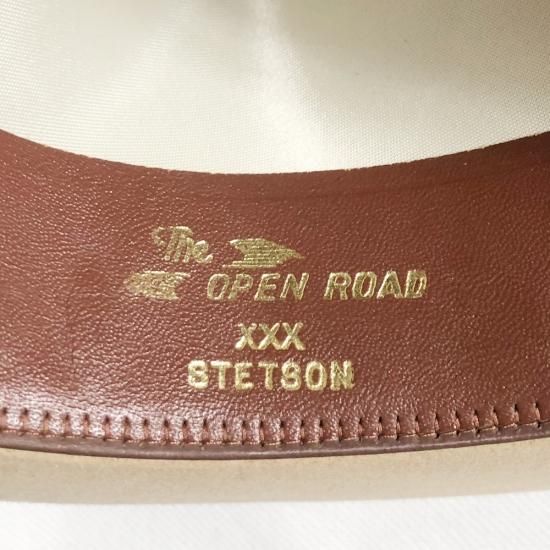 The
OPEN ROAD
XXX
STETSON